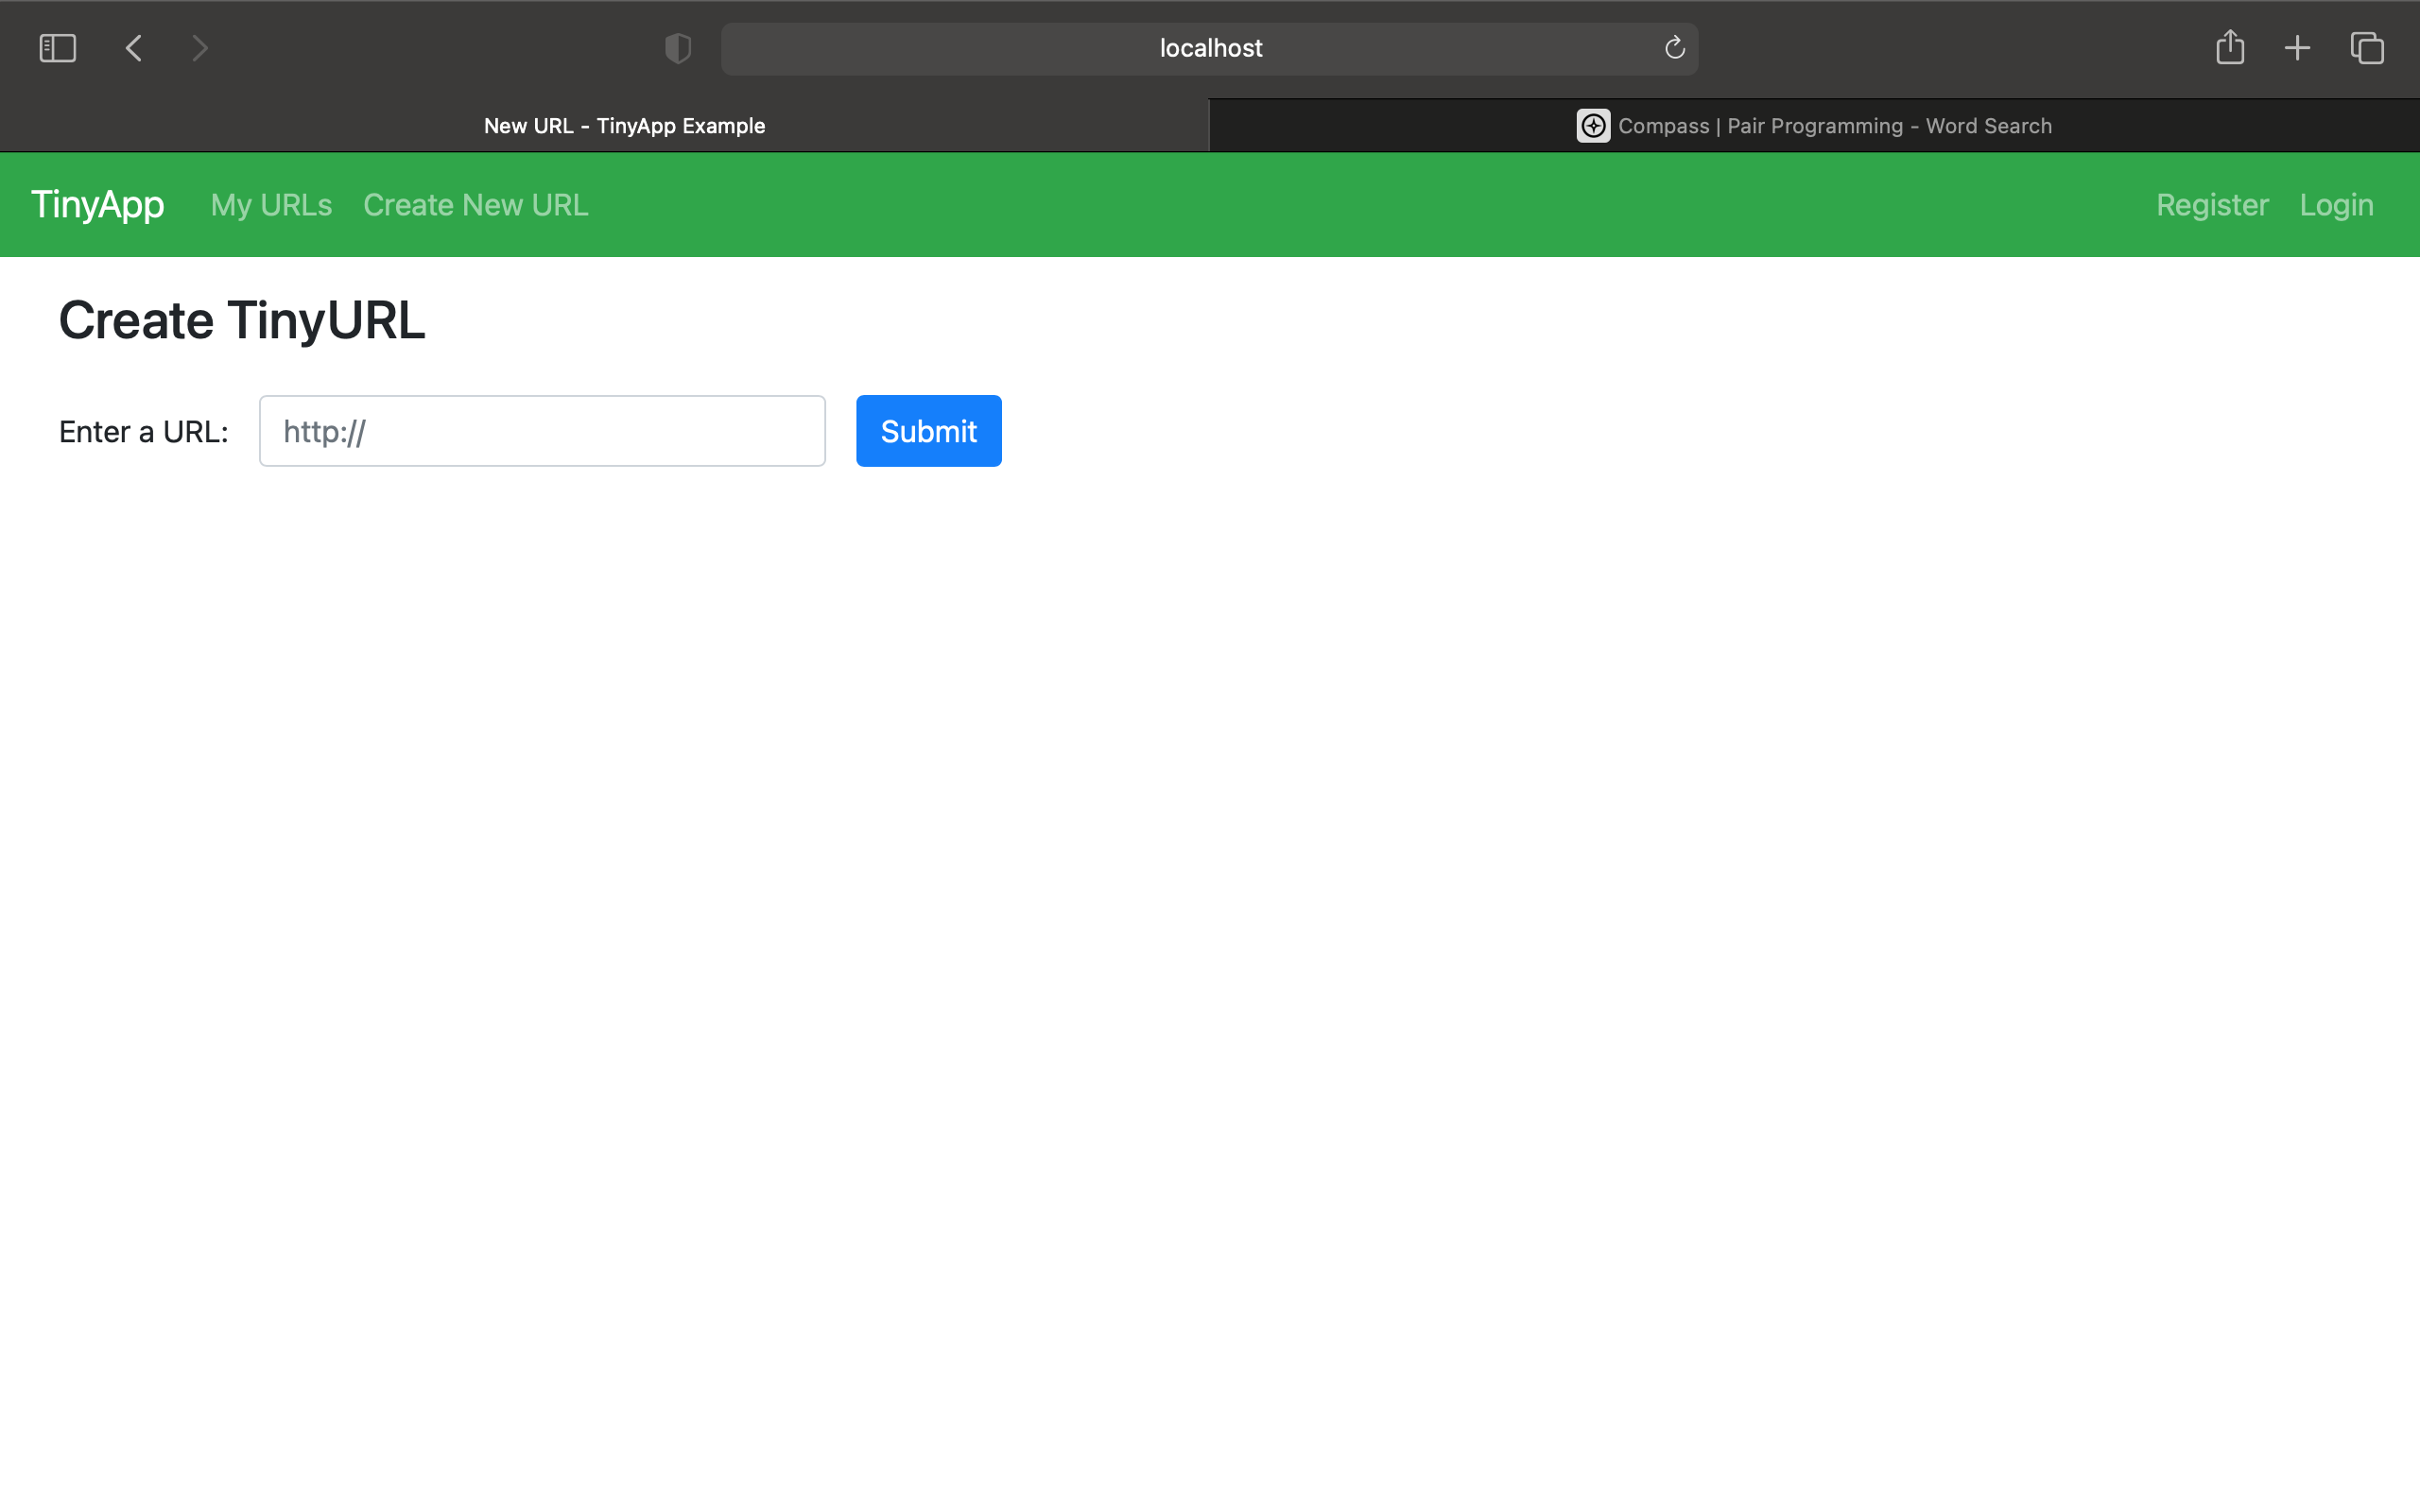 localhost
New URL - TinyApp Example
Compass | Pair Programming - Word Search
TinyApp My URLs Create New URL Register Login
Create TinyURL
Enter a URL: http:// Submit